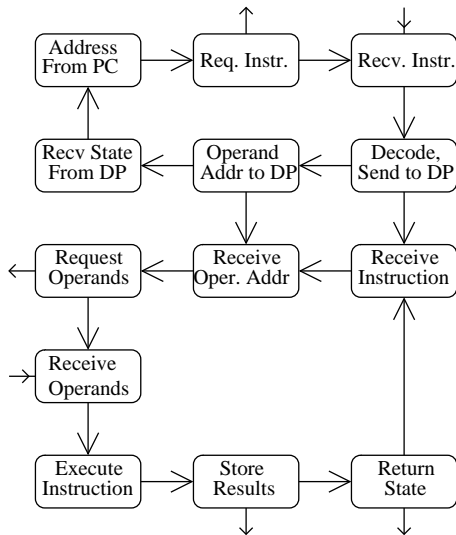 Address
From PC
Req. Instr.
Recv. Instr.
Recv State
From DP
Operand
Addr to DP
Decode,
Send to DP
Request
Operands
Receive
Oper. Addr
Receive
Instruction
Receive
Operands
Execute
Instruction
Store
Results
Return
State